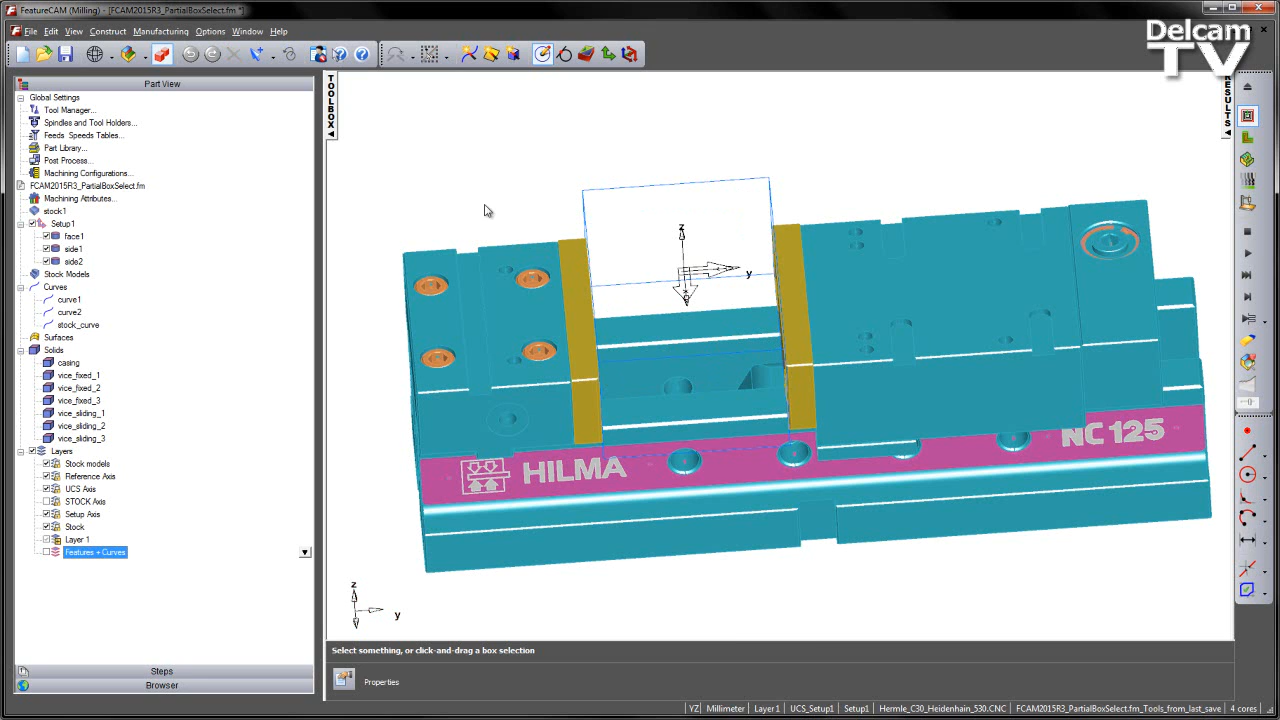 FeatureCAM (Milling) - [FCAM2015R3_PartialBoxSelect.fm *]
File Edit View Construct Manufacturing Options Window Help
Delcam
TV
Part View
Global Settings
Tool Manager...
Spindles and Tool Holders...
Feeds Speeds Tables...
Part Library...
Post Process...
Machining Configurations...
FCAM2015R3_PartialBoxSelect.fm
Machining Attributes...
stock1
Setup1
face1
side1
side2
Stock Models
Curves
curve1
curve2
stock_curve
Surfaces
Solids
casing
vice_fixed_1
vice_fixed_2
vice_fixed_3
vice_sliding_1
vice_sliding_2
vice_sliding_3
Layers
Stock models
Reference Axis
UCS Axis
STOCK Axis
Setup Axis
Stock
Layer 1
Features + Curves
Steps
Browser
TOOLBOX
RESULTS
z
y
HILMA
NC 125
z
y
Select something, or click-and-drag a box selection
Properties
YZ Millimeter Layer 1 UCS_Setup1 Setup1 Hermle_C30_Heidenhain_530.CNC FCAM2015R3_PartialBoxSelect.fm_Tools_from_last_save 4 cores